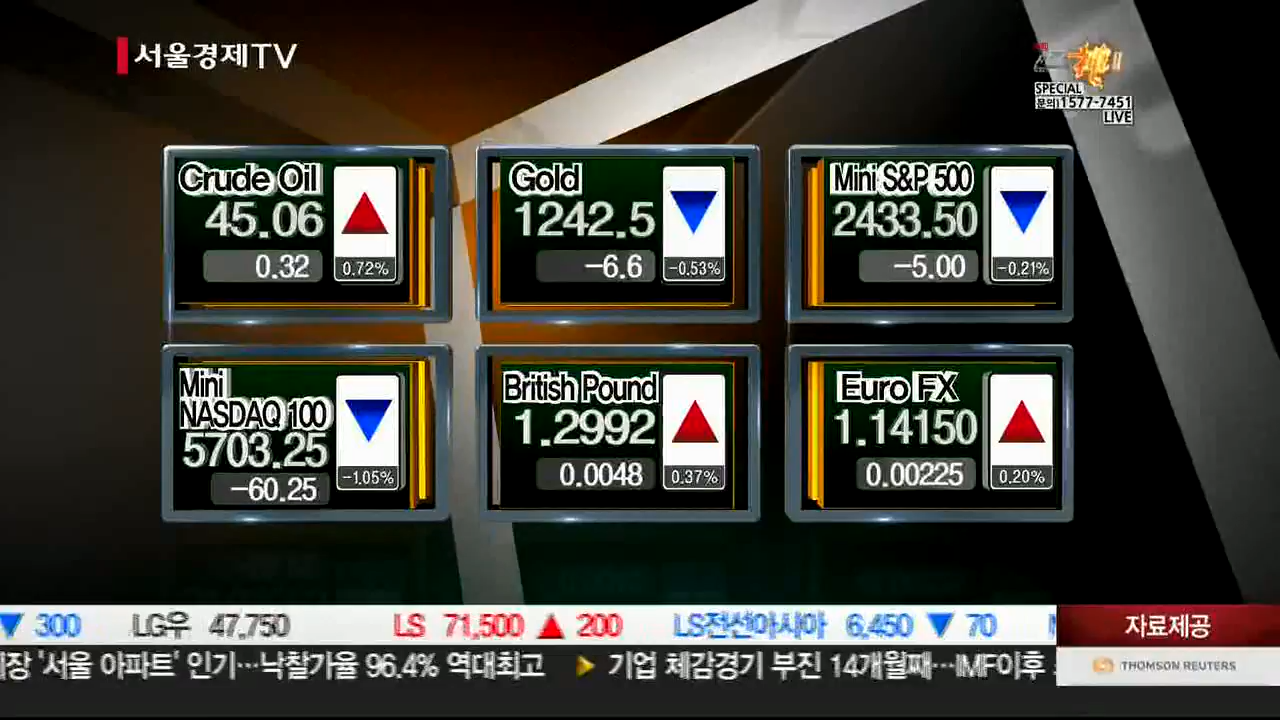 서울경제TV
SPECIAL
문의)1577-7451
LIVE
Crude Oil
45.06
0.32
0.72%
Gold
1242.5
-6.6
-0.53%
Mini S&P 500
2433.50
-5.00
-0.21%
Mini
NASDAQ 100
5703.25
-60.25
-1.05%
British Pound
1.2992
0.0048
0.37%
Euro FX
1.14150
0.00225
0.20%
▼ 300 LG우 47,750 LS 71,500 ▲ 200 LS전선아시아 6,450 ▼ 70
자료제공
'서울 아파트' 인기…낙찰가율 96.4% 역대최고 ▶ 기업 체감경기 부진 14개월째…IMF이후
THOMSON REUTERS